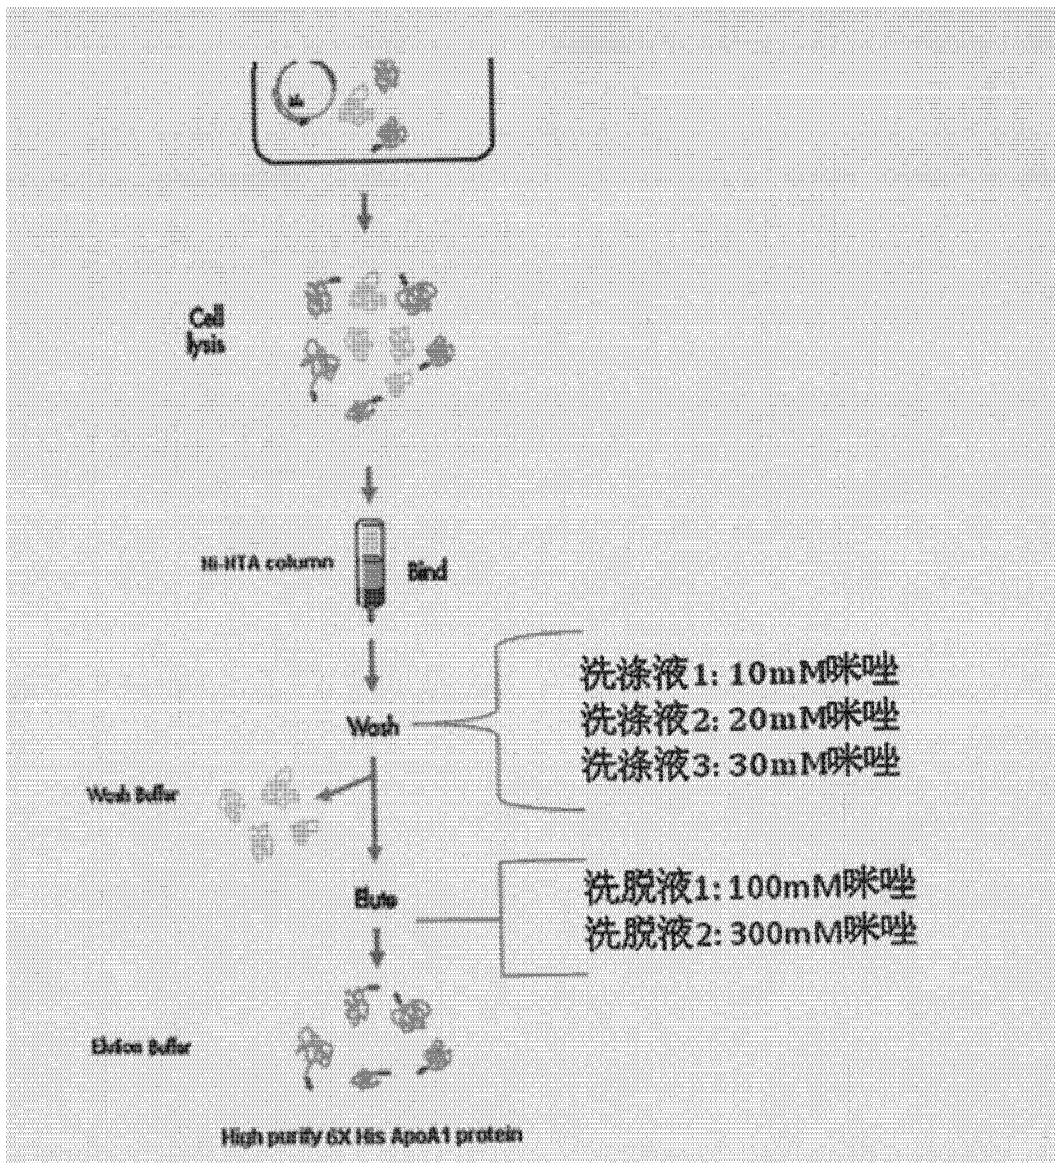 Cell
lysis
Ni-NTA column
Bind
洗涤液1: 10mM咪唑
洗涤液2: 20mM咪唑
洗涤液3: 30mM咪唑
Wash
Wash Buffer
Elute
洗脱液1: 100mM咪唑
洗脱液2: 300mM咪唑
Elution Buffer
High purify 6X His ApoA1 protein